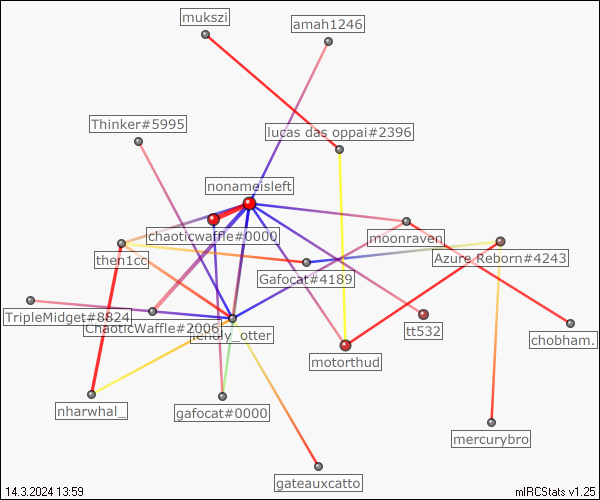 mukszi
amah1246
Thinker#5995
lucas das oppai#2396
nonameisleft
chaoticwaffle#0000
moonraven
then1cc
Azure Reborn#4243
Gafocat#4189
TripleMidget#8824
ChaoticWaffle#2006
_otter
tt532
chobham.
motorthud
nharwhal_
gafocat#0000
mercurybro
gateauxcatto
14.3.2024 13:59
mIRCStats v1.25